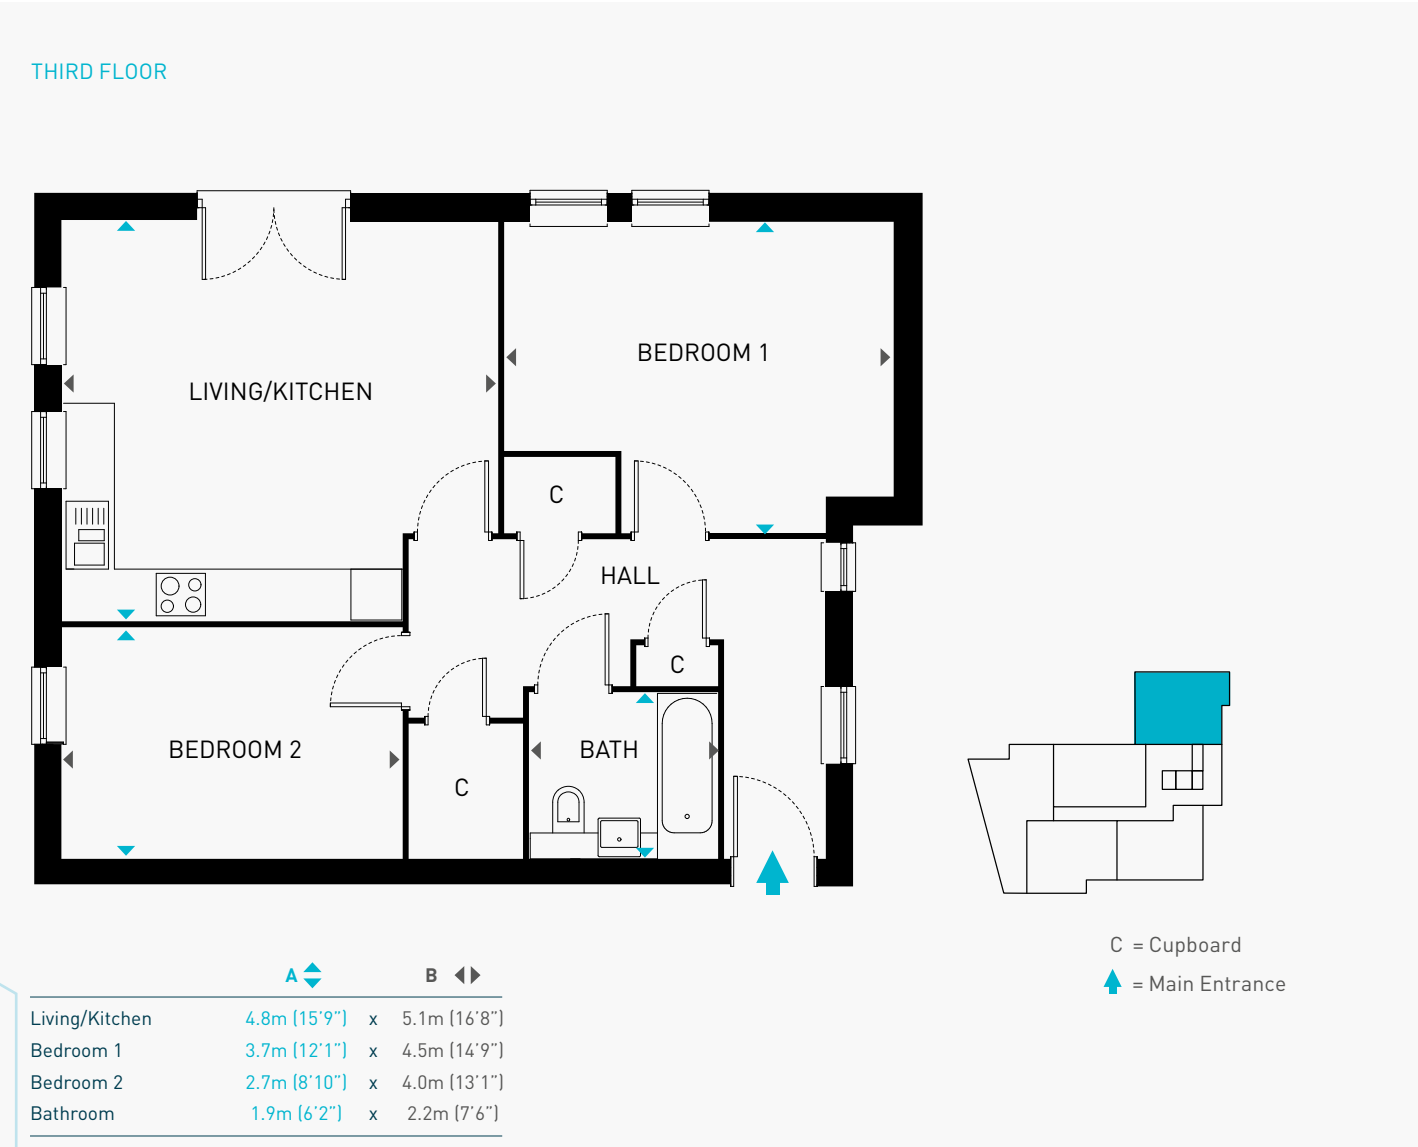 THIRD FLOOR
BEDROOM 1
LIVING/KITCHEN
C
HALL
C
BEDROOM 2
BATH
C
C = Cupboard
= Main Entrance
A B
Living/Kitchen 4.8m (15’9”) x 5.1m (16’8”)
Bedroom 1 3.7m (12’1”) x 4.5m (14’9”)
Bedroom 2 2.7m (8’10”) x 4.0m (13’1”)
Bathroom 1.9m (6’2”) x 2.2m (7’6”)